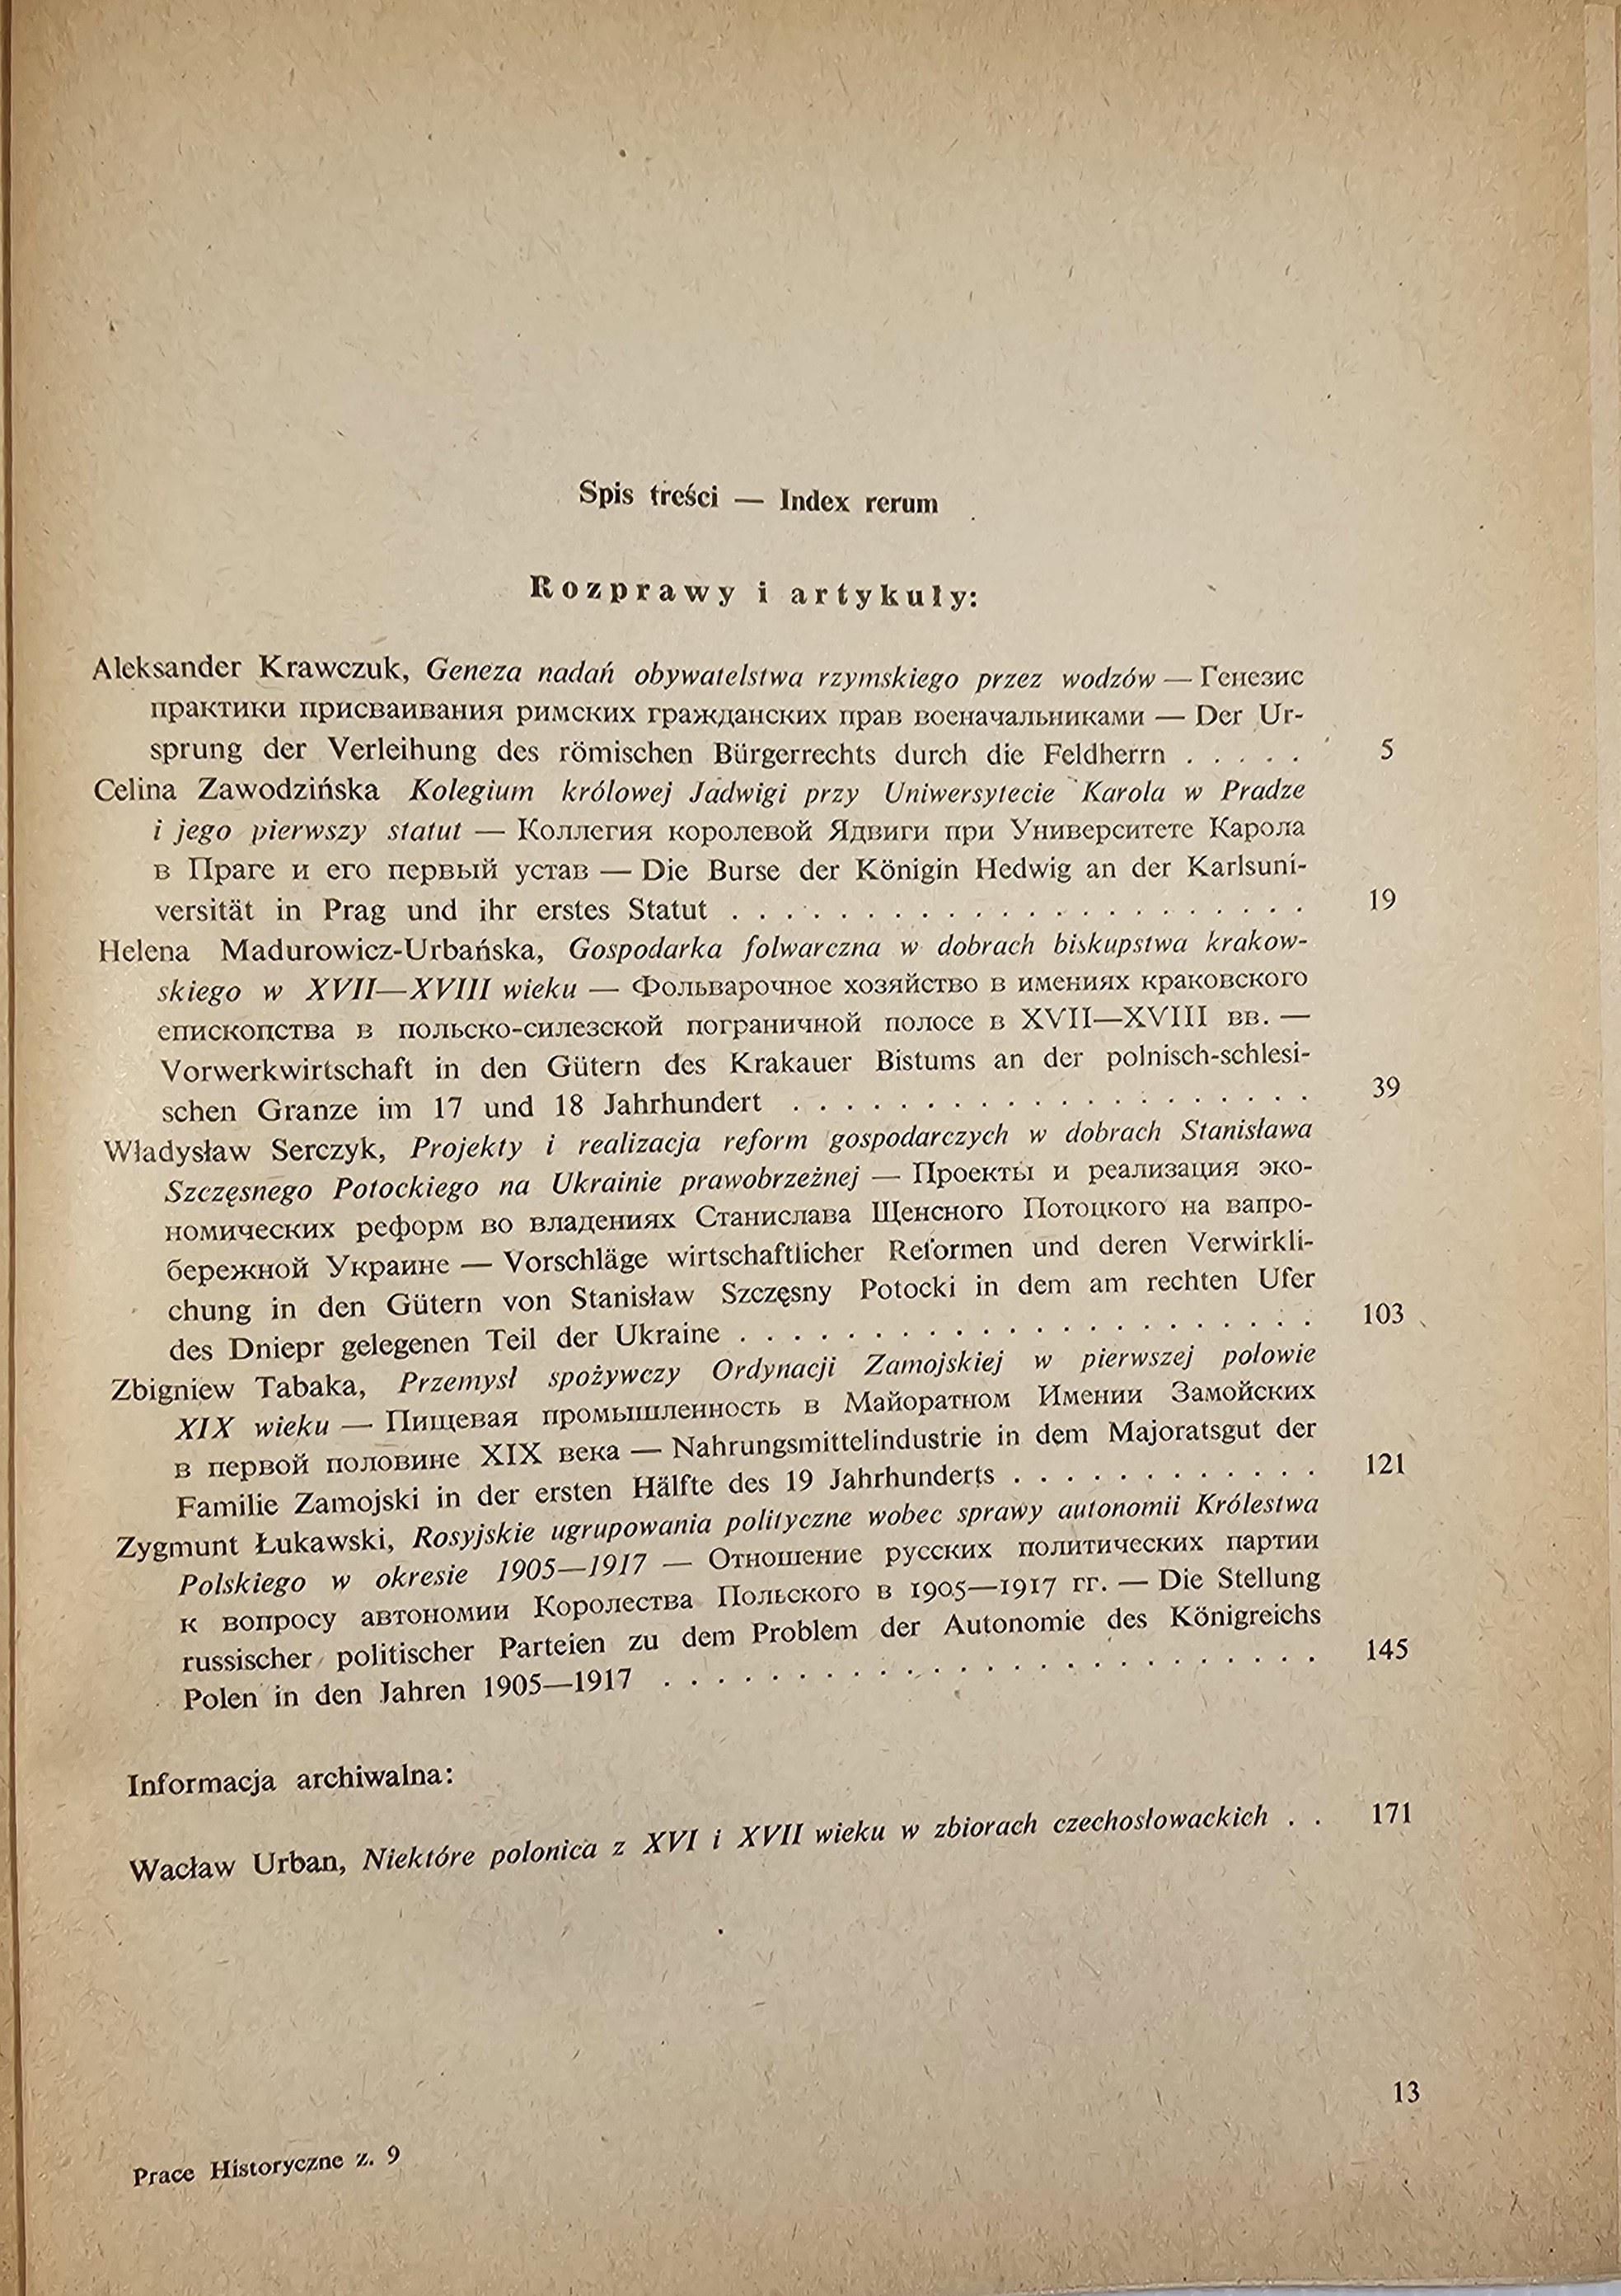 Spis treści — Index rerum
Rozprawy i artykuły:
Aleksander Krawczuk, Geneza nadań obywatelstwa rzymskiego przez wodzów — Генезис
практики присваивания римских гражданских прав военачальниками — Der Ur-
sprung der Verleihung des römischen Bürgerrechts durch die Feldherrn . . . . . 5
Celina Zawodzińska Kolegium królowej Jadwigi przy Uniwersytecie Karola w Pradze
i jego pierwszy statut — Коллегия королевой Ядвиги при Университете Карола
в Праге и его первый устав — Die Burse der Königin Hedwig an der Karlsuni-
versität in Prag und ihr erstes Statut . . . . . . . . . . . . . . . . . . . . . . 19
Helena Madurowicz-Urbańska, Gospodarka folwarczna w dobrach biskupstwa krakow-
skiego w XVII—XVIII wieku — Фольварочное хозяйство в имениях краковского
епископства в польско-силезской пограничной полосе в XVII—XVIII вв. —
Vorwerkwirtschaft in den Gütern des Krakauer Bistums an der polnisch-schlesi-
schen Granze im 17 und 18 Jahrhundert . . . . . . . . . . . . . . . . . . . . 39
Władysław Serczyk, Projekty i realizacja reform gospodarczych w dobrach Stanisława
Szczęsnego Potockiego na Ukrainie prawobrzeżnej — Проекты и реализация эко-
номических реформ во владениях Станислава Щенсного Потоцкого на вапро-
бережной Украине — Vorschläge wirtschaftlicher Reformen und deren Verwirkli-
chung in den Gütern von Stanisław Szczęsny Potocki in dem am rechten Ufer
des Dniepr gelegenen Teil der Ukraine . . . . . . . . . . . . . . . . . . . . . . 103
Zbigniew Tabaka, Przemysł spożywczy Ordynacji Zamojskiej w pierwszej połowie
XIX wieku — Пищевая промышленность в Майоратном Имении Замойских
в первой половине XIX века — Nahrungsmittelindustrie in dem Majoratsgut der
Familie Zamojski in der ersten Hälfte des 19 Jahrhunderts . . . . . . . . . . . . 121
Zygmunt Łukawski, Rosyjskie ugrupowania polityczne wobec sprawy autonomii Królestwa
Polskiego w okresie 1905—1917 — Отношение русских политических партии
к вопросу автономии Королества Польского в 1905—1917 гг. — Die Stellung
russischer politischer Parteien zu dem Problem der Autonomie des Königreichs
Polen in den Jahren 1905—1917 . . . . . . . . . . . . . . . . . . . . . . . . . 145
Informacja archiwalna:
Wacław Urban, Niektóre polonica z XVI i XVII wieku w zbiorach czechosłowackich . . 171
13
Prace Historyczne z. 9